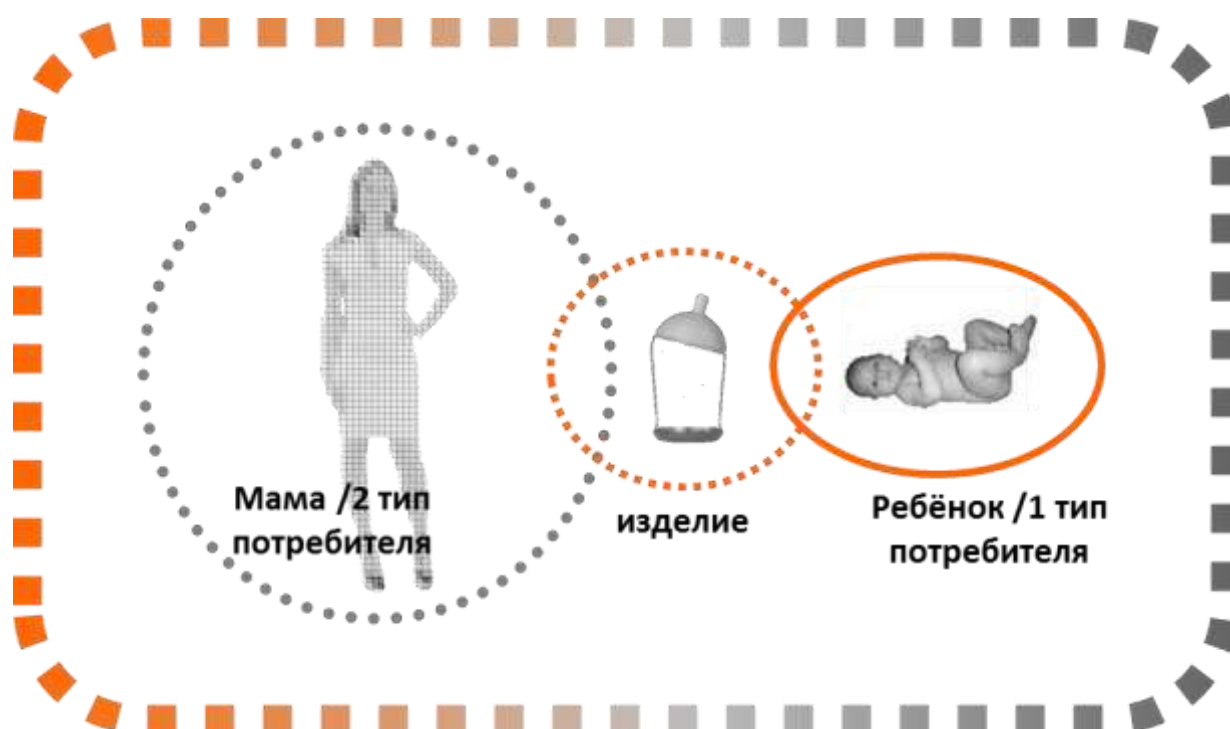 Мама /2 тип
потребителя
изделие
Ребёнок /1 тип
потребителя